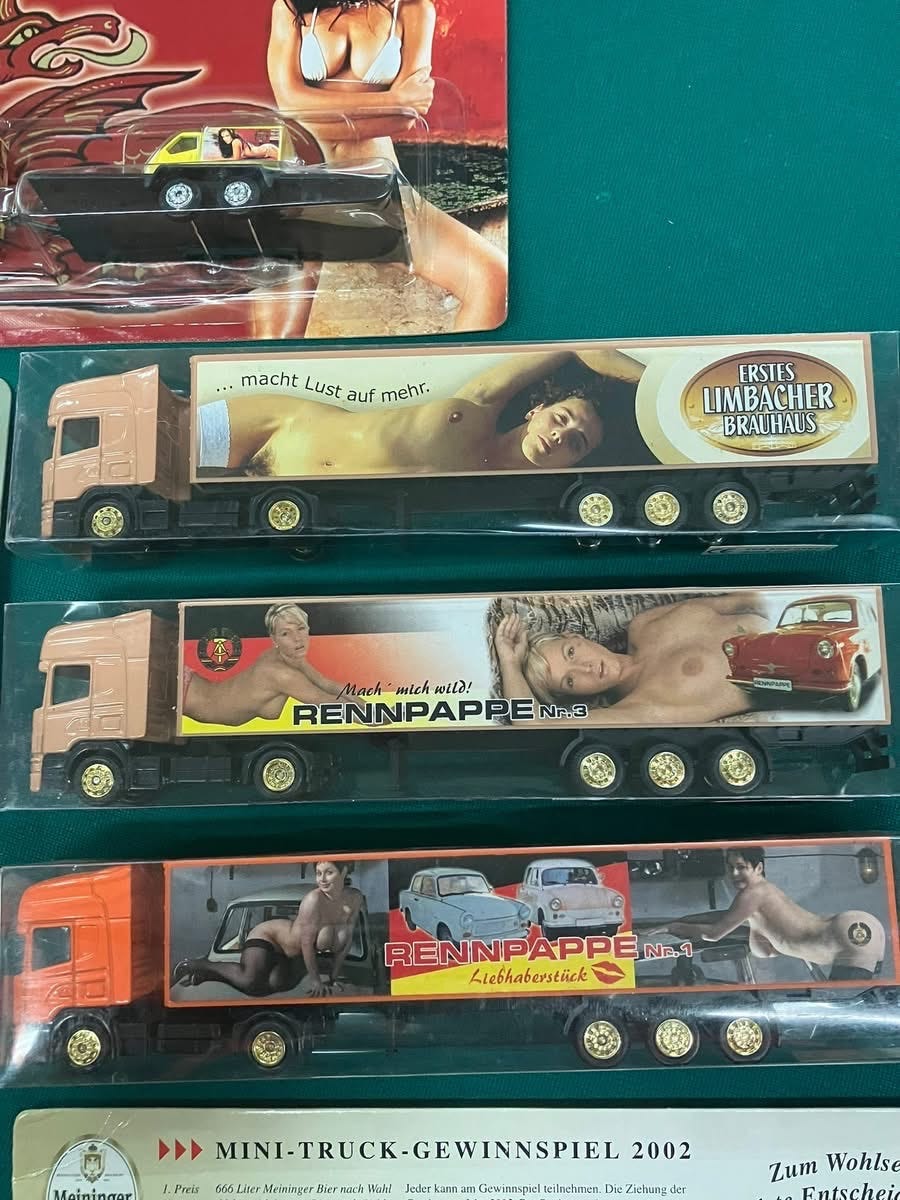 ... macht Lust auf mehr.
ERSTES
LIMBACHER
BRAUHAUS
Mach´ mich wild!
RENNPAPPE Nr.3
RENNPAPPE
RENNPAPPE Nr.1
Liebhaberstück
MINI-TRUCK-GEWINNSPIEL 2002
Meininger
1. Preis 666 Liter Meininger Bier nach Wahl
Jeder kann am Gewinnspiel teilnehmen. Die Ziehung der
Zum Wohlse
Entscheid